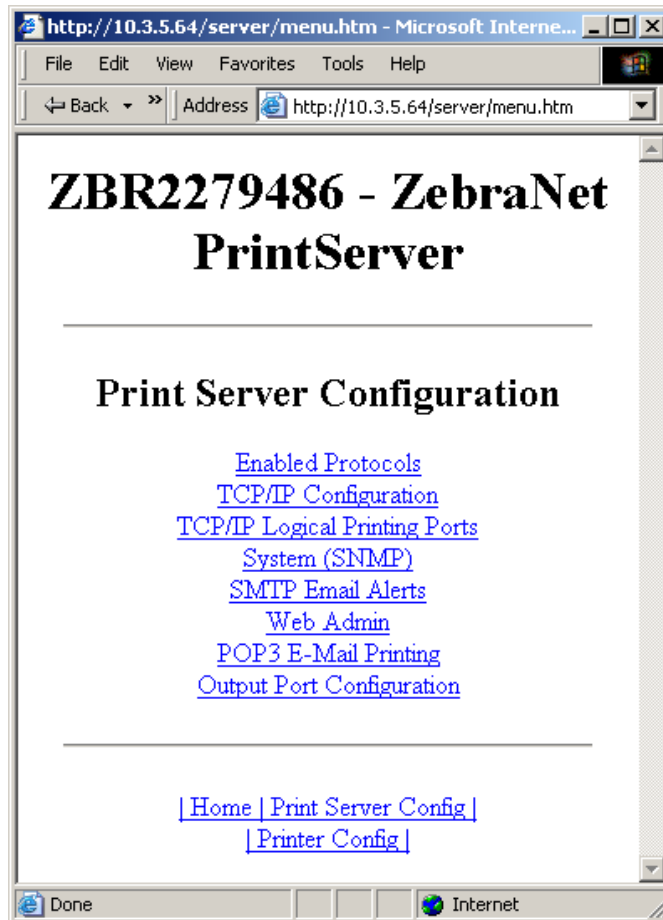 http://10.3.5.64/server/menu.htm - Microsoft Interne...
File Edit View Favorites Tools Help
Back » Address http://10.3.5.64/server/menu.htm
ZBR2279486 - ZebraNet
PrintServer
Print Server Configuration
Enabled Protocols
TCP/IP Configuration
TCP/IP Logical Printing Ports
System (SNMP)
SMTP Email Alerts
Web Admin
POP3 E-Mail Printing
Output Port Configuration
| Home | Print Server Config |
| Printer Config |
Done Internet